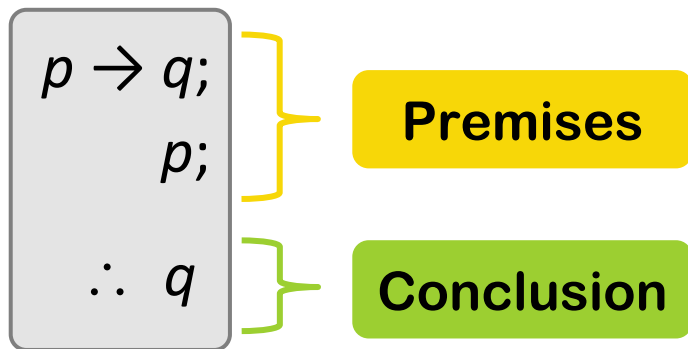 p → q;
p;
Premises
∴ q
Conclusion